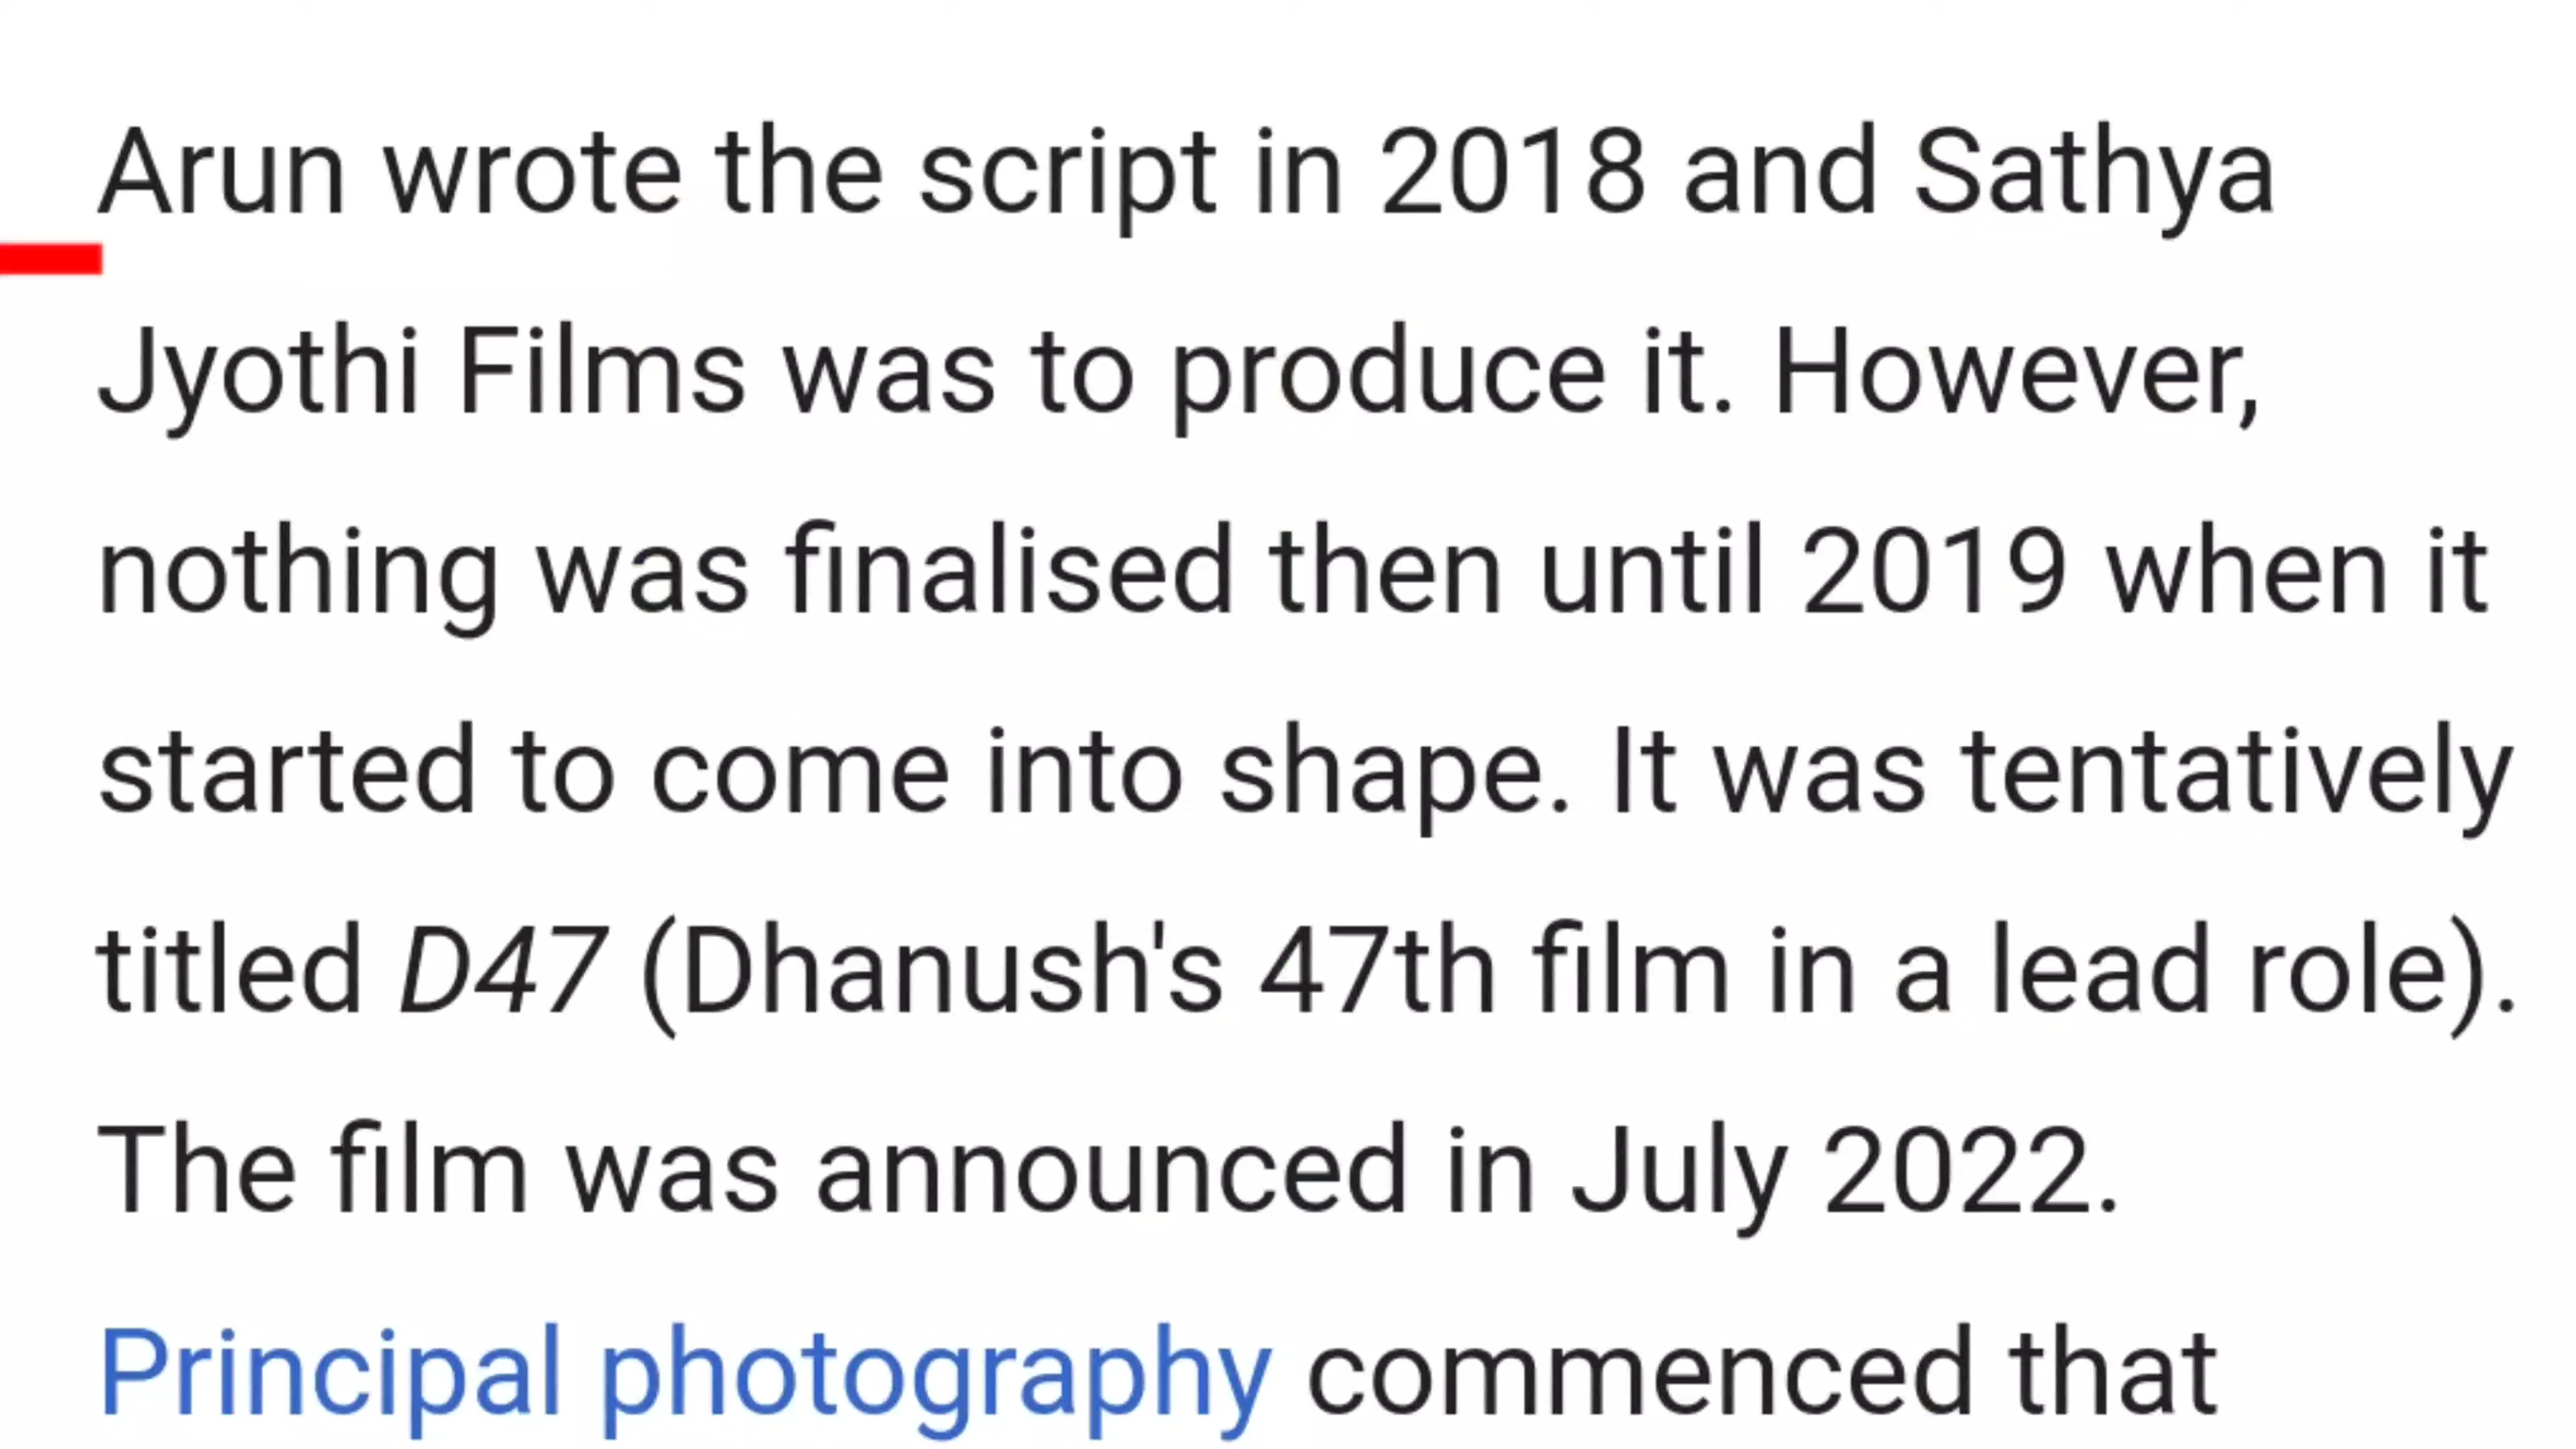 Arun wrote the script in 2018 and Sathya
Jyothi Films was to produce it. However,
nothing was finalised then until 2019 when it
started to come into shape. It was tentatively
titled D47 (Dhanush's 47th film in a lead role).
The film was announced in July 2022.
Principal photography commenced that